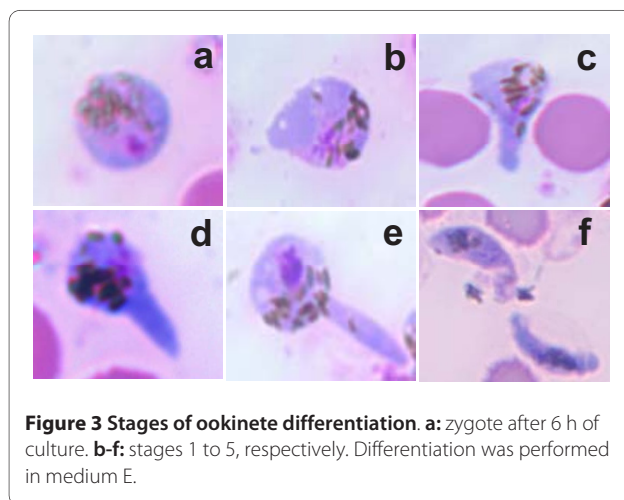 a
b
c
d
e
f
Figure 3 Stages of ookinete differentiation. a: zygote after 6 h of
culture. b-f: stages 1 to 5, respectively. Differentiation was performed
in medium E.